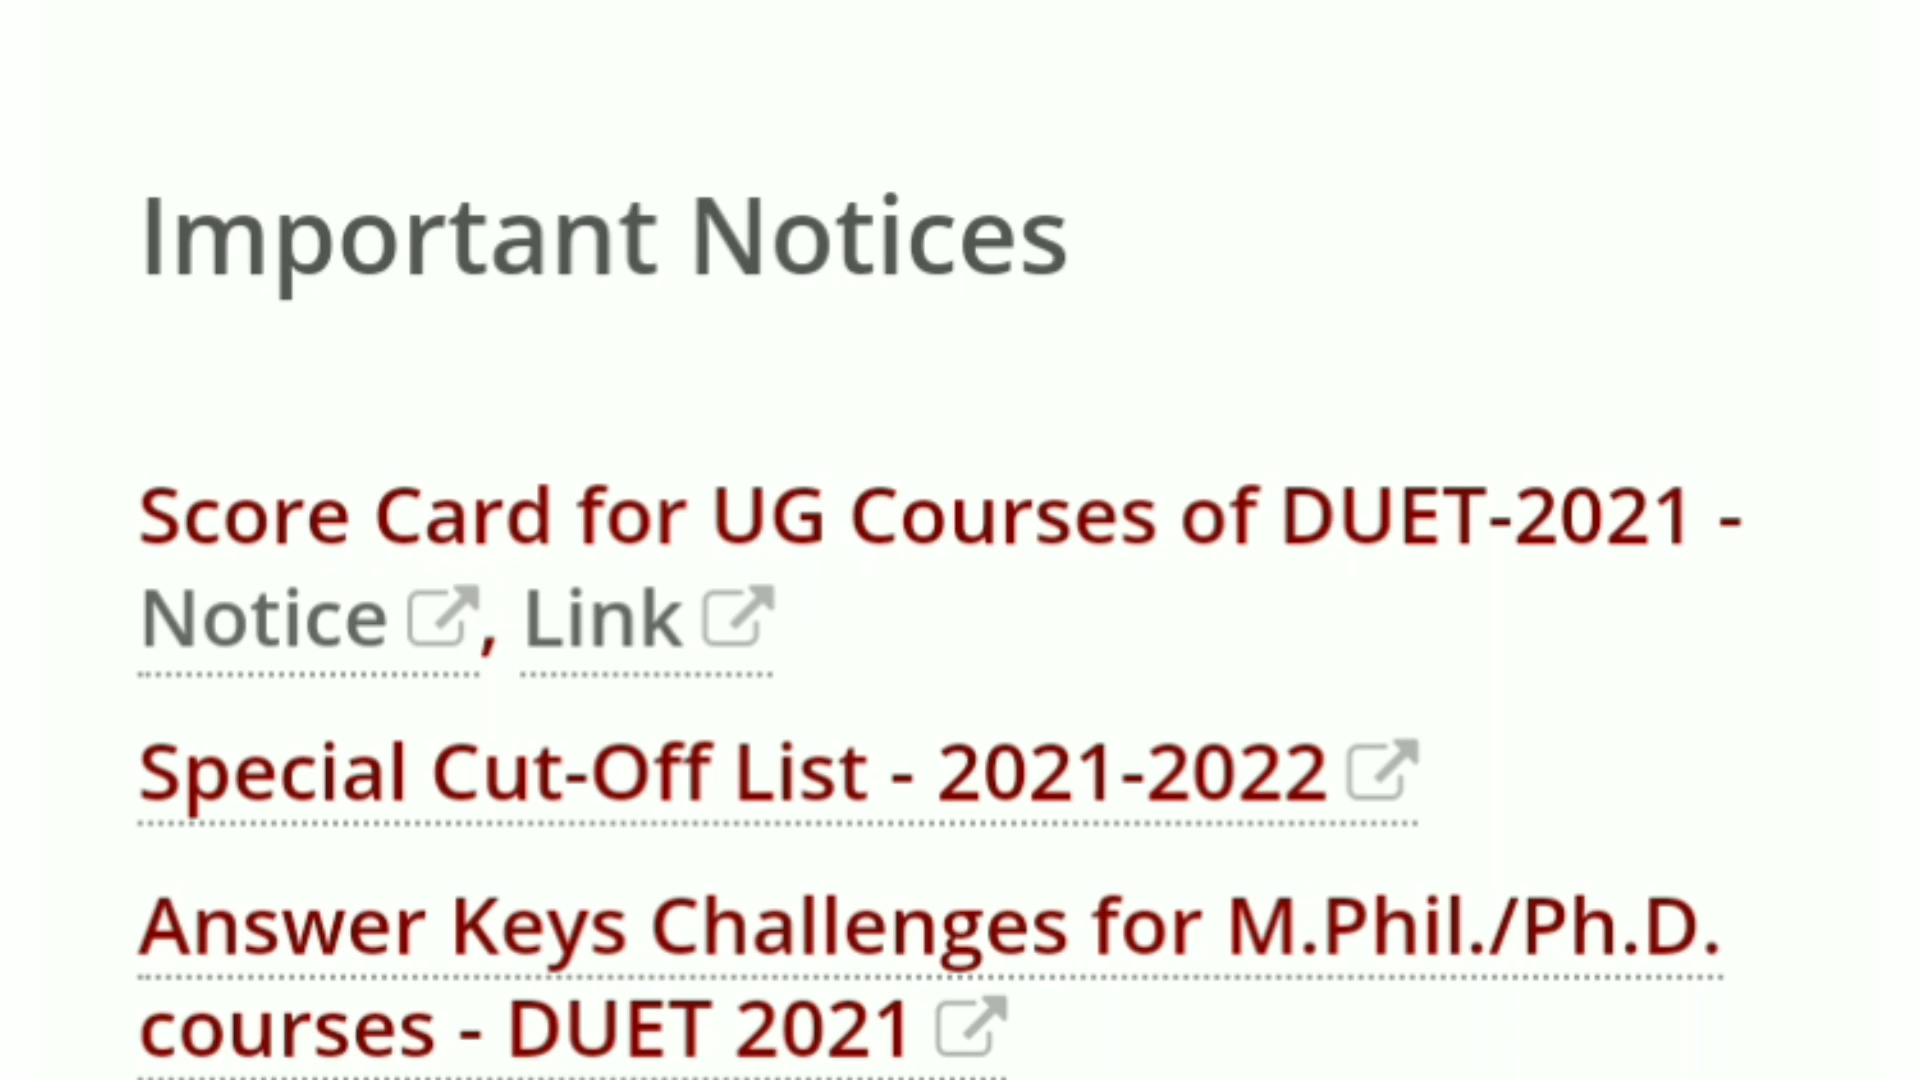 Important Notices
Score Card for UG Courses of DUET-2021 -
Notice, Link
Special Cut-Off List - 2021-2022
Answer Keys Challenges for M.Phil./Ph.D.
courses - DUET 2021